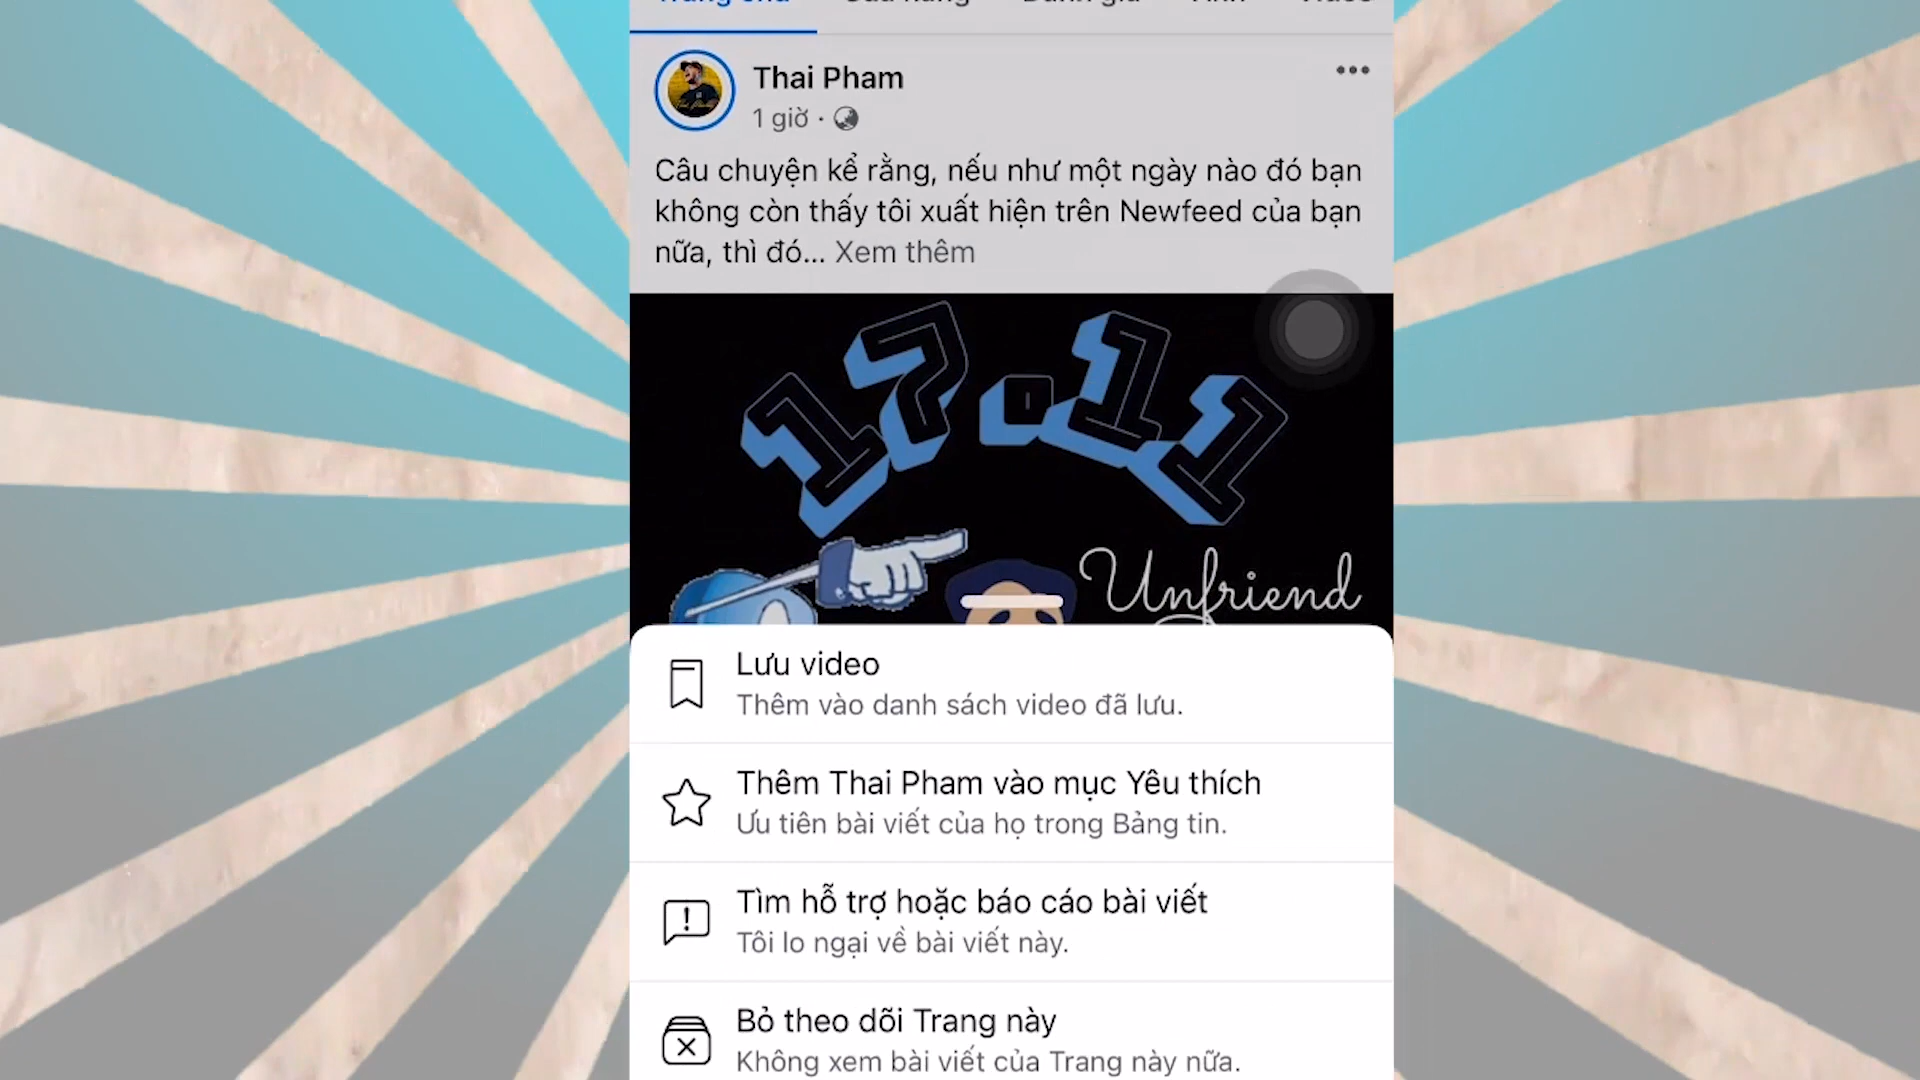 Thai Pham
1 giờ ·
Câu chuyện kể rằng, nếu như một ngày nào đó bạn
không còn thấy tôi xuất hiện trên Newfeed của bạn
nữa, thì đó... Xem thêm
17.11
Unfriend
Lưu video
Thêm vào danh sách video đã lưu.
Thêm Thai Pham vào mục Yêu thích
Ưu tiên bài viết của họ trong Bảng tin.
Tìm hỗ trợ hoặc báo cáo bài viết
Tôi lo ngại về bài viết này.
Bỏ theo dõi Trang này
Không xem bài viết của Trang này nữa.